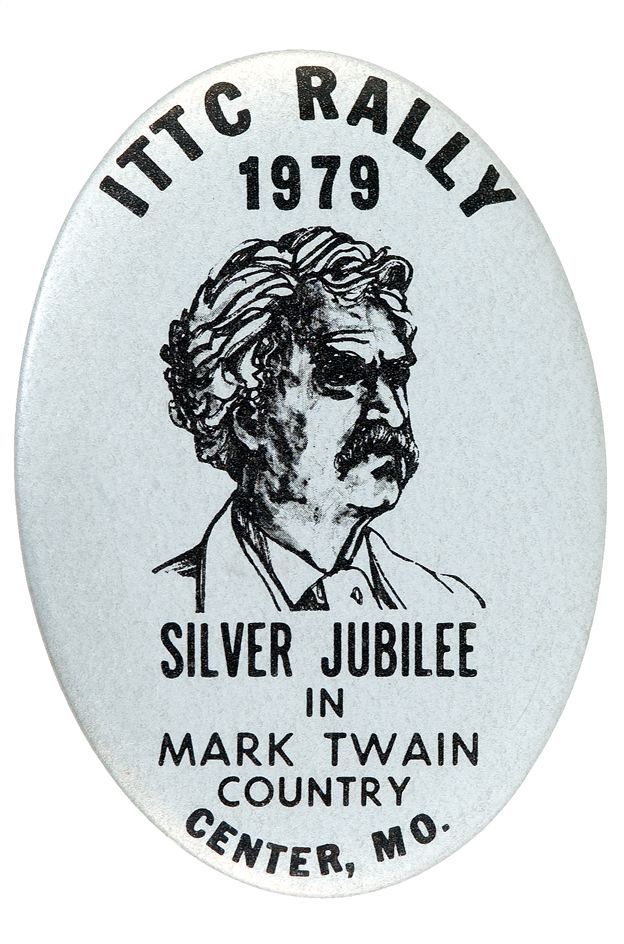 ITTC RALLY
1979
SILVER JUBILEE
IN
MARK TWAIN
COUNTRY
CENTER, MO.